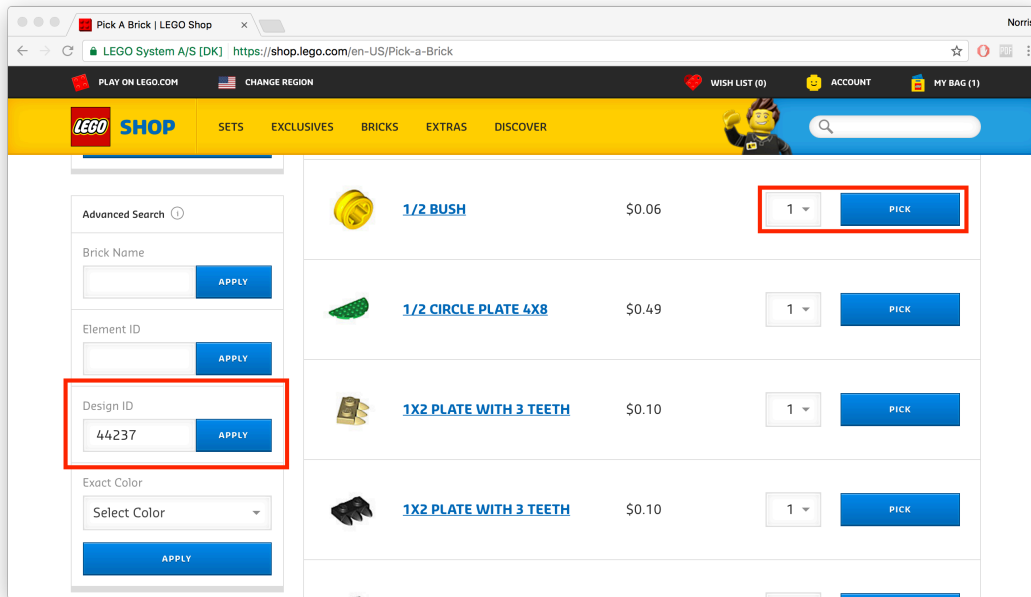 Pick A Brick | LEGO Shop
Norris
LEGO System A/S [DK] https://shop.lego.com/en-US/Pick-a-Brick
PLAY ON LEGO.COM CHANGE REGION WISH LIST (0) ACCOUNT MY BAG (1)
LEGO SHOP SETS EXCLUSIVES BRICKS EXTRAS DISCOVER
Advanced Search
Brick Name
APPLY
Element ID
APPLY
Design ID
44237 APPLY
Exact Color
Select Color
APPLY
1/2 BUSH $0.06 1 PICK
1/2 CIRCLE PLATE 4X8 $0.49 1 PICK
1X2 PLATE WITH 3 TEETH $0.10 1 PICK
1X2 PLATE WITH 3 TEETH $0.10 1 PICK